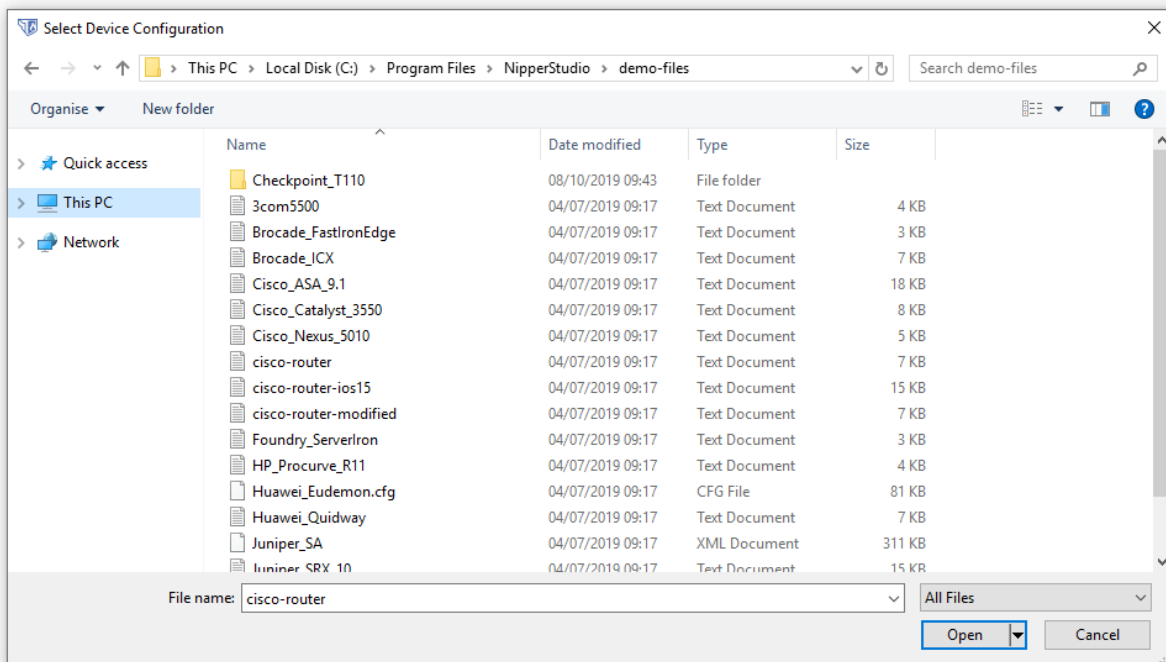 Select Device Configuration
This PC > Local Disk (C:) > Program Files > NipperStudio > demo-files
Search demo-files
Organise New folder
Name Date modified Type Size
Quick access
This PC
Network
Checkpoint_T110 08/10/2019 09:43 File folder
3com5500 04/07/2019 09:17 Text Document 4 KB
Brocade_FastIronEdge 04/07/2019 09:17 Text Document 3 KB
Brocade_ICX 04/07/2019 09:17 Text Document 7 KB
Cisco_ASA_9.1 04/07/2019 09:17 Text Document 18 KB
Cisco_Catalyst_3550 04/07/2019 09:17 Text Document 8 KB
Cisco_Nexus_5010 04/07/2019 09:17 Text Document 5 KB
cisco-router 04/07/2019 09:17 Text Document 7 KB
cisco-router-ios15 04/07/2019 09:17 Text Document 15 KB
cisco-router-modified 04/07/2019 09:17 Text Document 7 KB
Foundry_ServerIron 04/07/2019 09:17 Text Document 3 KB
HP_Procurve_R11 04/07/2019 09:17 Text Document 4 KB
Huawei_Eudemon.cfg 04/07/2019 09:17 CFG File 81 KB
Huawei_Quidway 04/07/2019 09:17 Text Document 7 KB
Juniper_SA 04/07/2019 09:17 XML Document 311 KB
Juniper_SRX_10 04/07/2019 09:17 Text Document 15 KB
File name: cisco-router All Files
Open Cancel